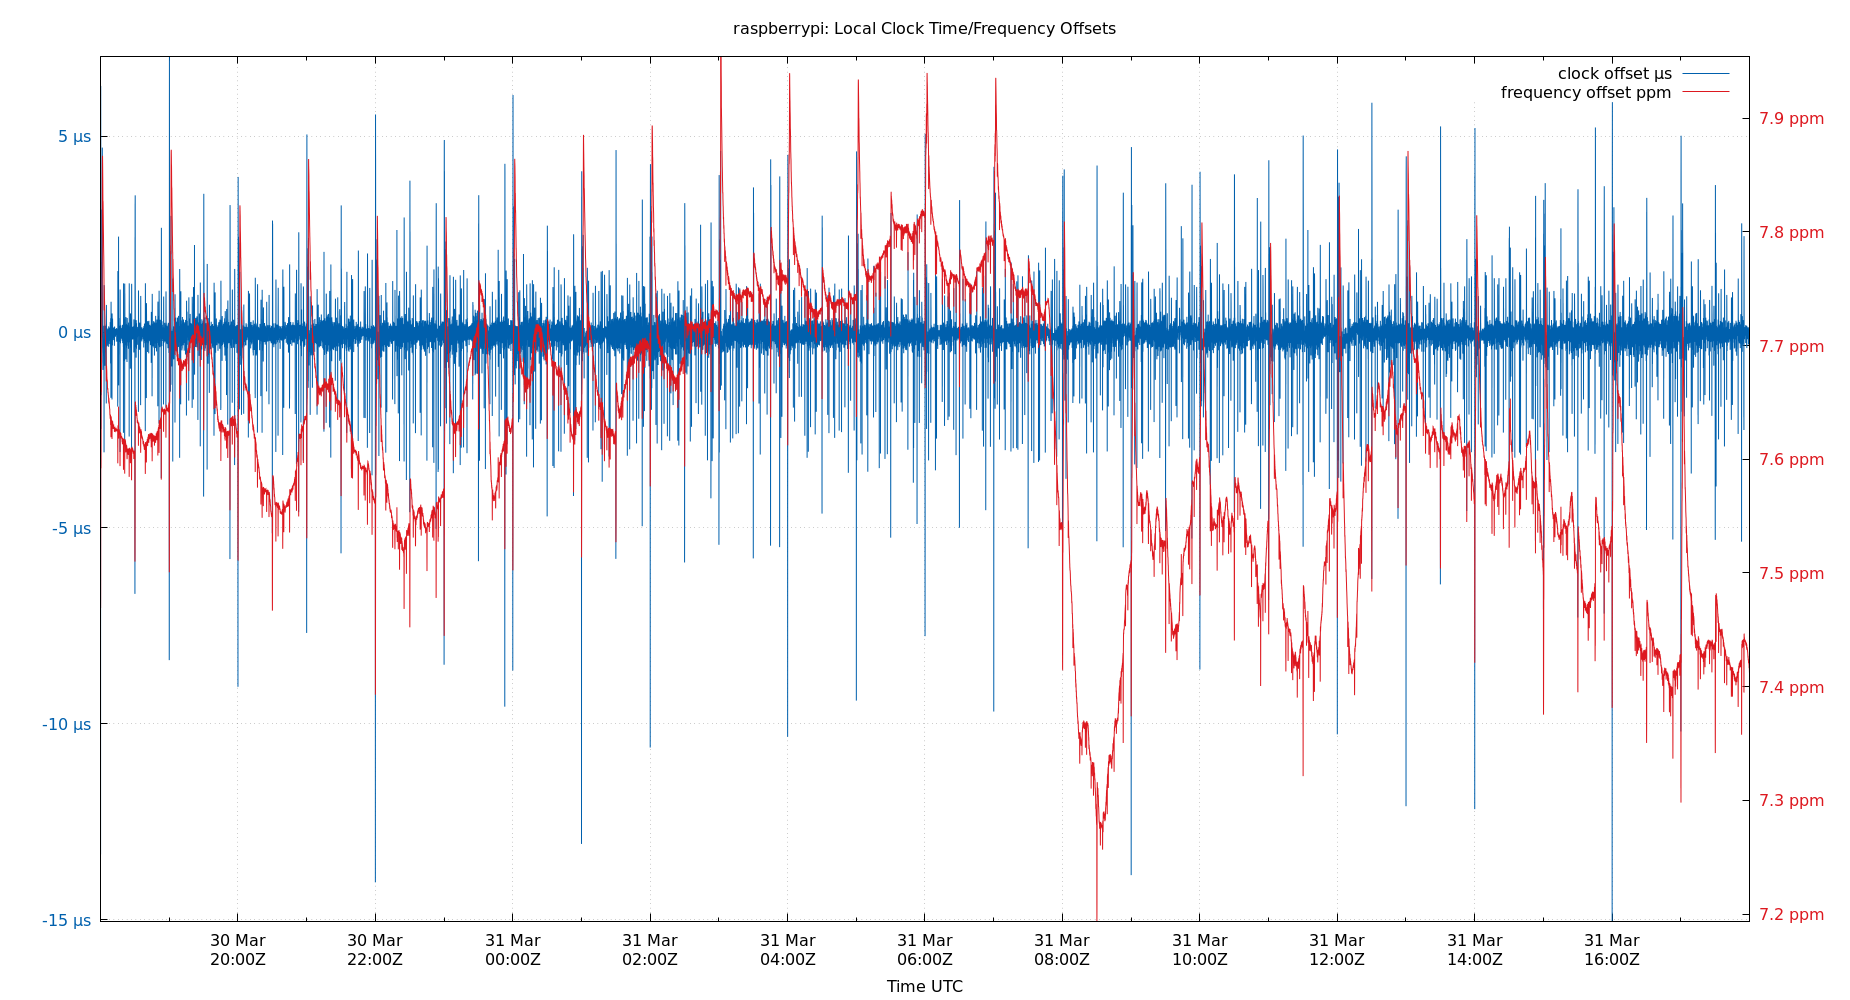 raspberrypi: Local Clock Time/Frequency Offsets
clock offset µs
frequency offset ppm
5 µs
0 µs
-5 µs
-10 µs
-15 µs
7.9 ppm
7.8 ppm
7.7 ppm
7.6 ppm
7.5 ppm
7.4 ppm
7.3 ppm
7.2 ppm
30 Mar
20:00Z
30 Mar
22:00Z
31 Mar
00:00Z
31 Mar
02:00Z
31 Mar
04:00Z
31 Mar
06:00Z
31 Mar
08:00Z
31 Mar
10:00Z
31 Mar
12:00Z
31 Mar
14:00Z
31 Mar
16:00Z
Time UTC